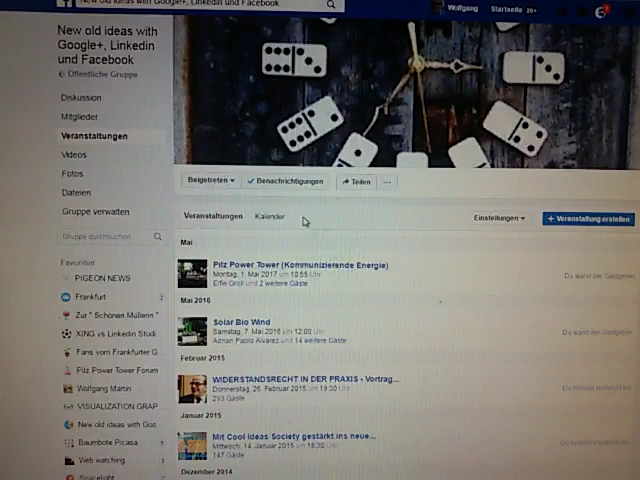 New old ideas with Google+, Linkedin und Facebook
Wolfgang Startseite 20+
New old ideas with
Google+, Linkedin
und Facebook
Öffentliche Gruppe
Diskussion
Mitglieder
Veranstaltungen
Videos
Fotos
Dateien
Gruppe verwalten
Gruppe durchsuchen
Beigetreten
Benachrichtigungen
Teilen
Veranstaltungen Kalender
Einstellungen
+ Veranstaltung erstellen
Mai
Pilz Power Tower (Kommunizierende Energie)
Montag, 1. Mai 2017 um 10:55 Uhr
Elfie Groll und 2 weitere Gäste
Du warst der Gastgeber
Mai 2016
Solar Bio Wind
Samstag, 7. Mai 2016 um 12:00 Uhr
Adrian Pablo Alvarez und 14 weitere Gäste
Du warst der Gastgeber
Februar 2015
WIDERSTANDSRECHT IN DER PRAXIS - Vortrag...
Donnerstag, 26. Februar 2015 um 19:30 Uhr
293 Gäste
Januar 2015
Mit Cool Ideas Society gestärkt ins neue...
Mittwoch, 14. Januar 2015 um 18:30 Uhr
147 Gäste
Dezember 2014
Favoriten
PIGEON NEWS
Frankfurt 2
Zur " Schönen Müllerin "
XING vs Linkedin Studi
Fans vom Frankfurter G...
Pilz Power Tower Forum
Wolfgang Martin
VISUALIZATION GRAP...
New old ideas with Goo...
Baumbote Picasa 1
Web watching 1
Spacelight